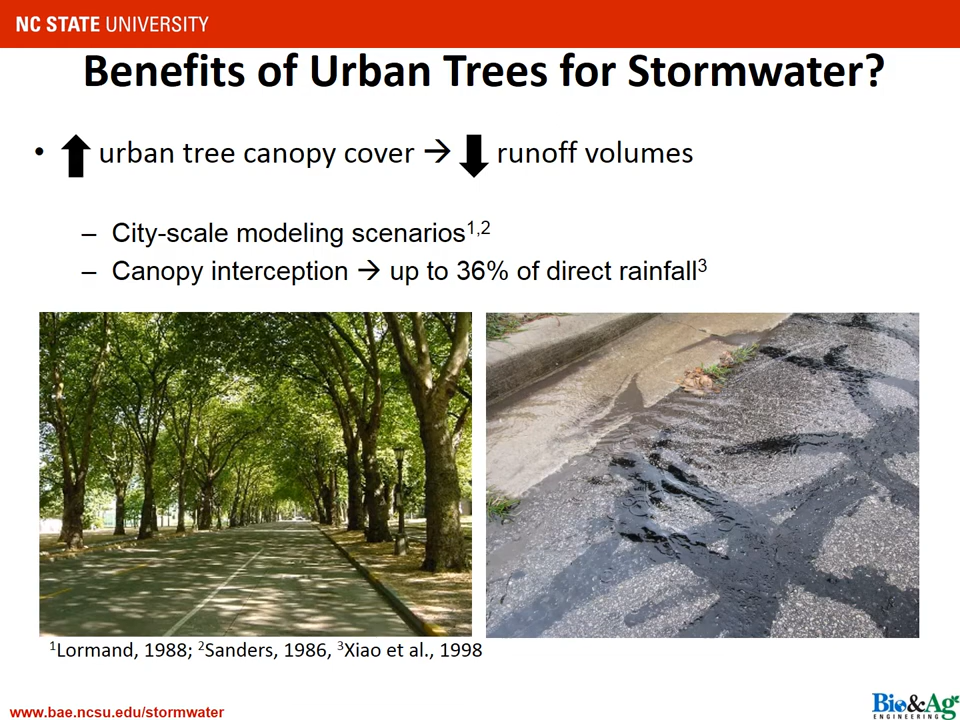 NC STATE UNIVERSITY
Benefits of Urban Trees for Stormwater?
• ⬆ urban tree canopy cover → ⬇ runoff volumes
– City-scale modeling scenarios¹,²
– Canopy interception → up to 36% of direct rainfall³
¹Lormand, 1988; ²Sanders, 1986, ³Xiao et al., 1998
www.bae.ncsu.edu/stormwater
Bio&Ag
ENGINEERING